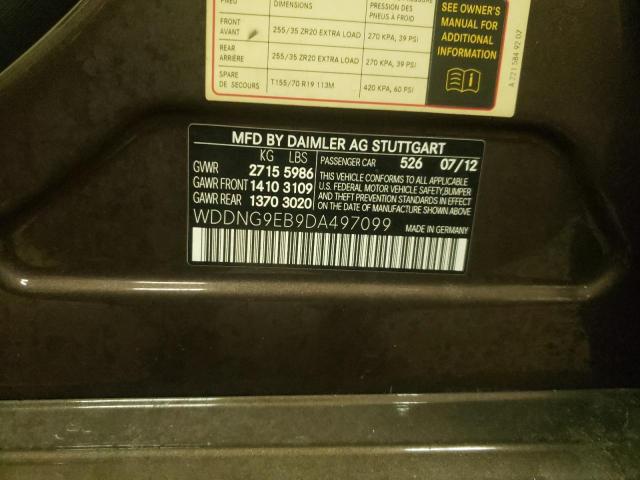 PNEU DIMENSIONS PRESSION DES PNEUS À FROID
FRONT AVANT 255/35 ZR20 EXTRA LOAD 270 KPA, 39 PSI
REAR ARRIÈRE 255/35 ZR20 EXTRA LOAD 270 KPA, 39 PSI
SPARE DE SECOURS T155/70 R19 113M 420 KPA, 60 PSI
SEE OWNER'S
MANUAL FOR
ADDITIONAL
INFORMATION
A 221 584 92 02
MFD BY DAIMLER AG STUTTGART
KG LBS
GVWR 2715 5986
GAWR FRONT 1410 3109
GAWR REAR 1370 3020
PASSENGER CAR 526 07/12
THIS VEHICLE CONFORMS TO ALL APPLICABLE
U.S. FEDERAL MOTOR VEHICLE SAFETY,BUMPER
AND THEFT PREVENTION STANDARDS IN EFFECT
ON THE DATE OF MANUFACTURE SHOWN ABOVE.
WDDNG9EB9DA497099
MADE IN GERMANY